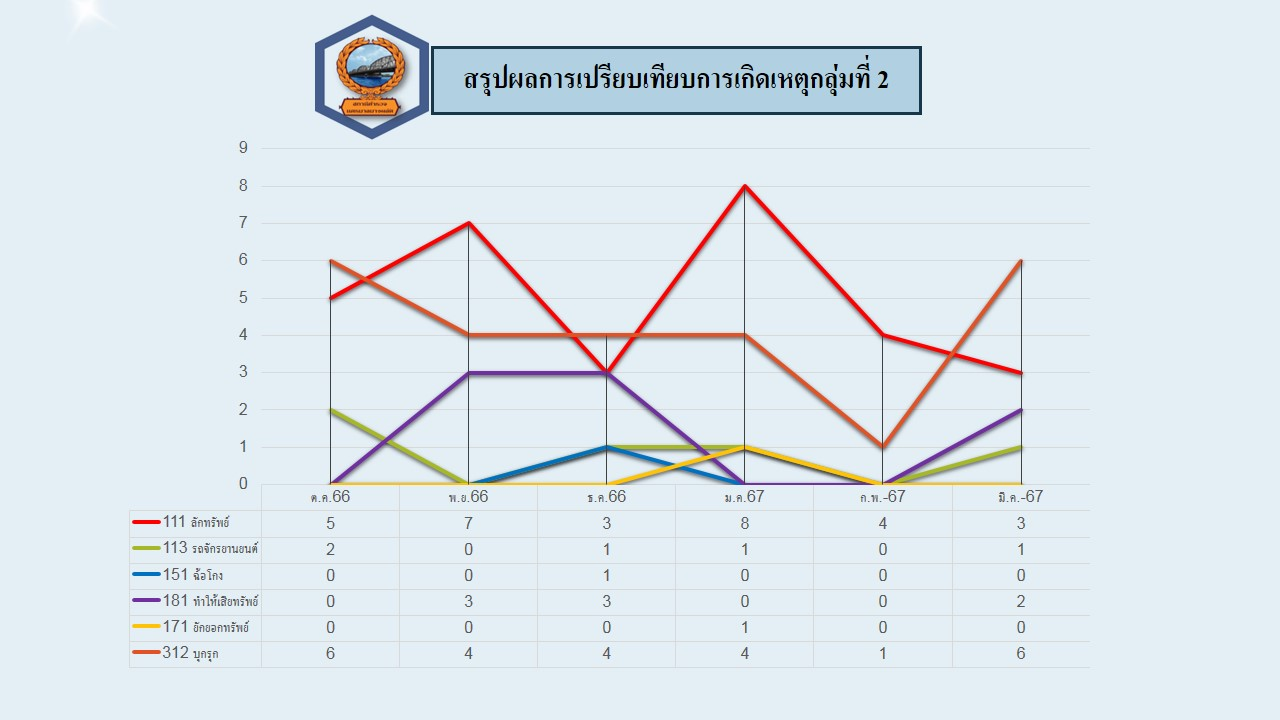 สรุปผลการเปรียบเทียบการเกิดเหตุกลุ่มที่ 2
9
8
7
6
5
4
3
2
1
0
ต.ค.66 พ.ย.66 ธ.ค.66 ม.ค.67 ก.พ.-67 มี.ค.-67
111 ลักทรัพย์ 5 7 3 8 4 3
113 รถจักรยานยนต์ 2 0 1 1 0 1
151 ฉ้อโกง 0 0 1 0 0 0
181 ทำให้เสียทรัพย์ 0 3 3 0 0 2
171 ยักยอกทรัพย์ 0 0 0 1 0 0
312 บุกรุก 6 4 4 4 1 6